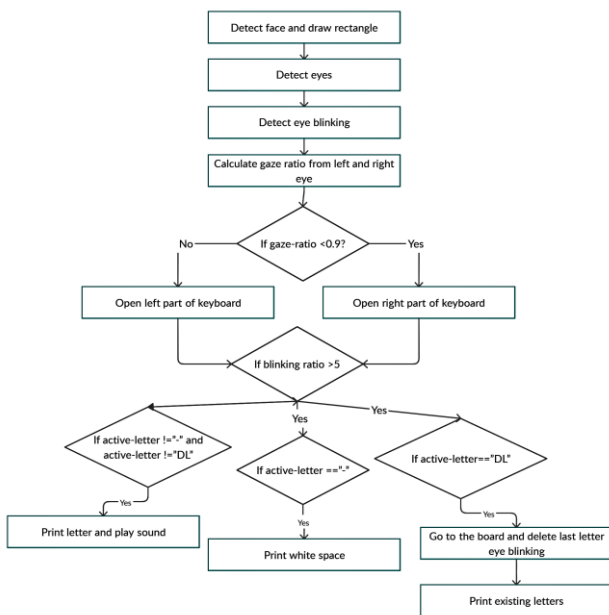 Detect face and draw rectangle
Detect eyes
Detect eye blinking
Calculate gaze ratio from left and right
eye
If gaze-ratio <0.9?
No
Yes
Open left part of keyboard
Open right part of keyboard
If blinking ratio >5
Yes
Yes
If active-letter !="-" and
active-letter !="DL"
If active-letter =="-"
If active-letter=="DL"
Yes
Yes
Yes
Print letter and play sound
Print white space
Go to the board and delete last letter
eye blinking
Print existing letters